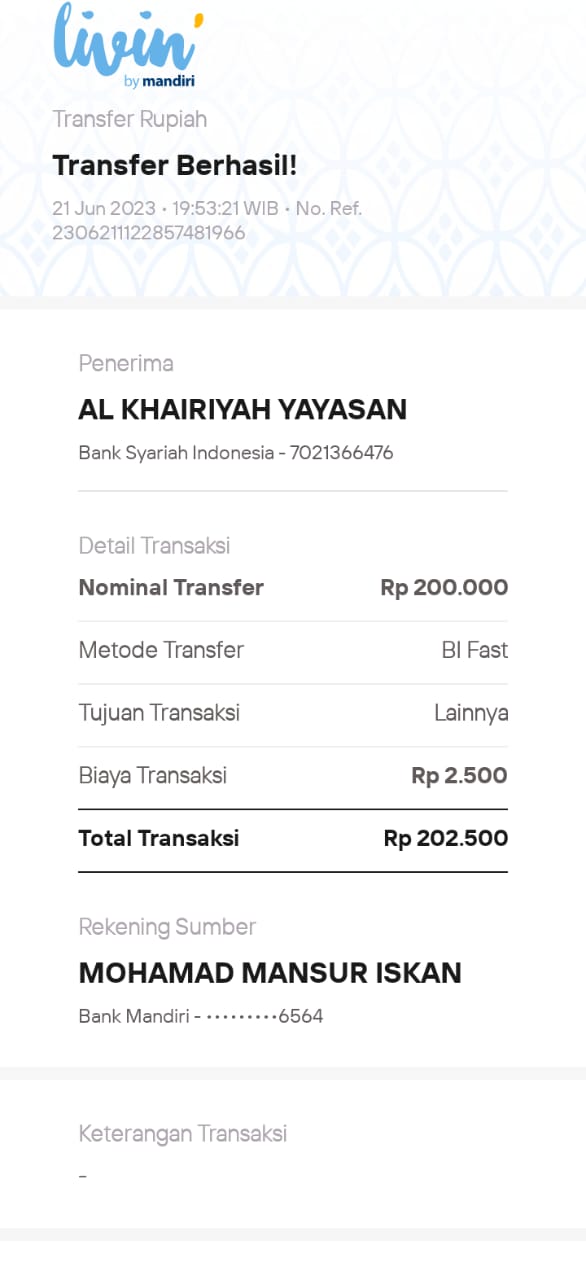 livin'
by mandiri
Transfer Rupiah
Transfer Berhasil!
21 Jun 2023 • 19:53:21 WIB • No. Ref.
2306211122857481966
Penerima
AL KHAIRIYAH YAYASAN
Bank Syariah Indonesia - 7021366476
Detail Transaksi
Nominal Transfer Rp 200.000
Metode Transfer BI Fast
Tujuan Transaksi Lainnya
Biaya Transaksi Rp 2.500
Total Transaksi Rp 202.500
Rekening Sumber
MOHAMAD MANSUR ISKAN
Bank Mandiri - •••••••••6564
Keterangan Transaksi
-